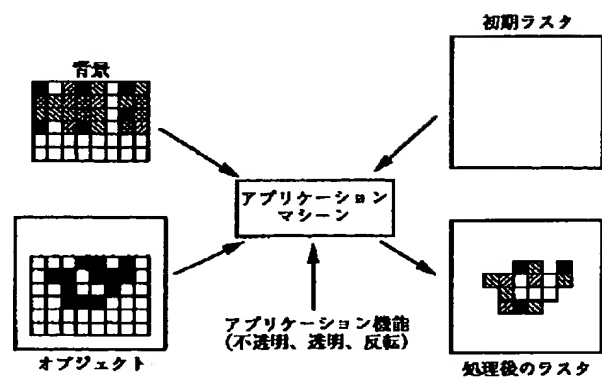 初期ラスタ
背景
アプリケーション
マシーン
アプリケーション機能
(不透明、透明、反転)
オブジェクト
処理後のラスタ